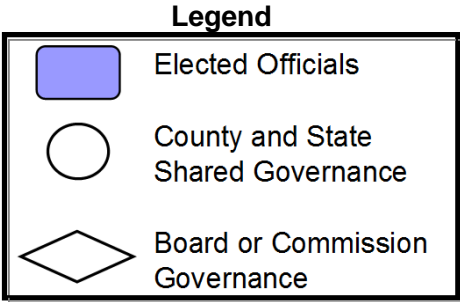 Legend
Elected Officials
County and State
Shared Governance
Board or Commission
Governance